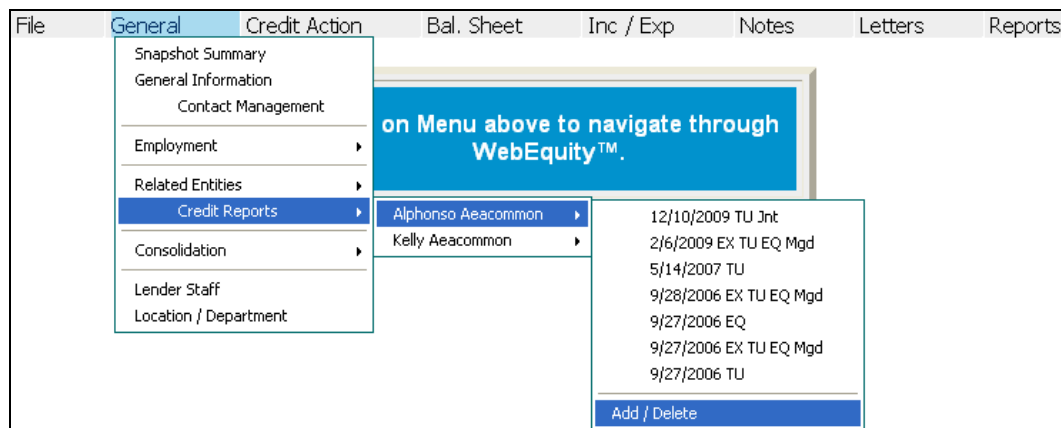 File General Credit Action Bal. Sheet Inc / Exp Notes Letters Reports
Snapshot Summary
General Information
Contact Management
Employment
Related Entities
Credit Reports
Consolidation
Lender Staff
Location / Department
on Menu above to navigate through
WebEquity™.
Alphonso Aeacommon
Kelly Aeacommon
12/10/2009 TU Jnt
2/6/2009 EX TU EQ Mgd
5/14/2007 TU
9/28/2006 EX TU EQ Mgd
9/27/2006 EQ
9/27/2006 EX TU EQ Mgd
9/27/2006 TU
Add / Delete